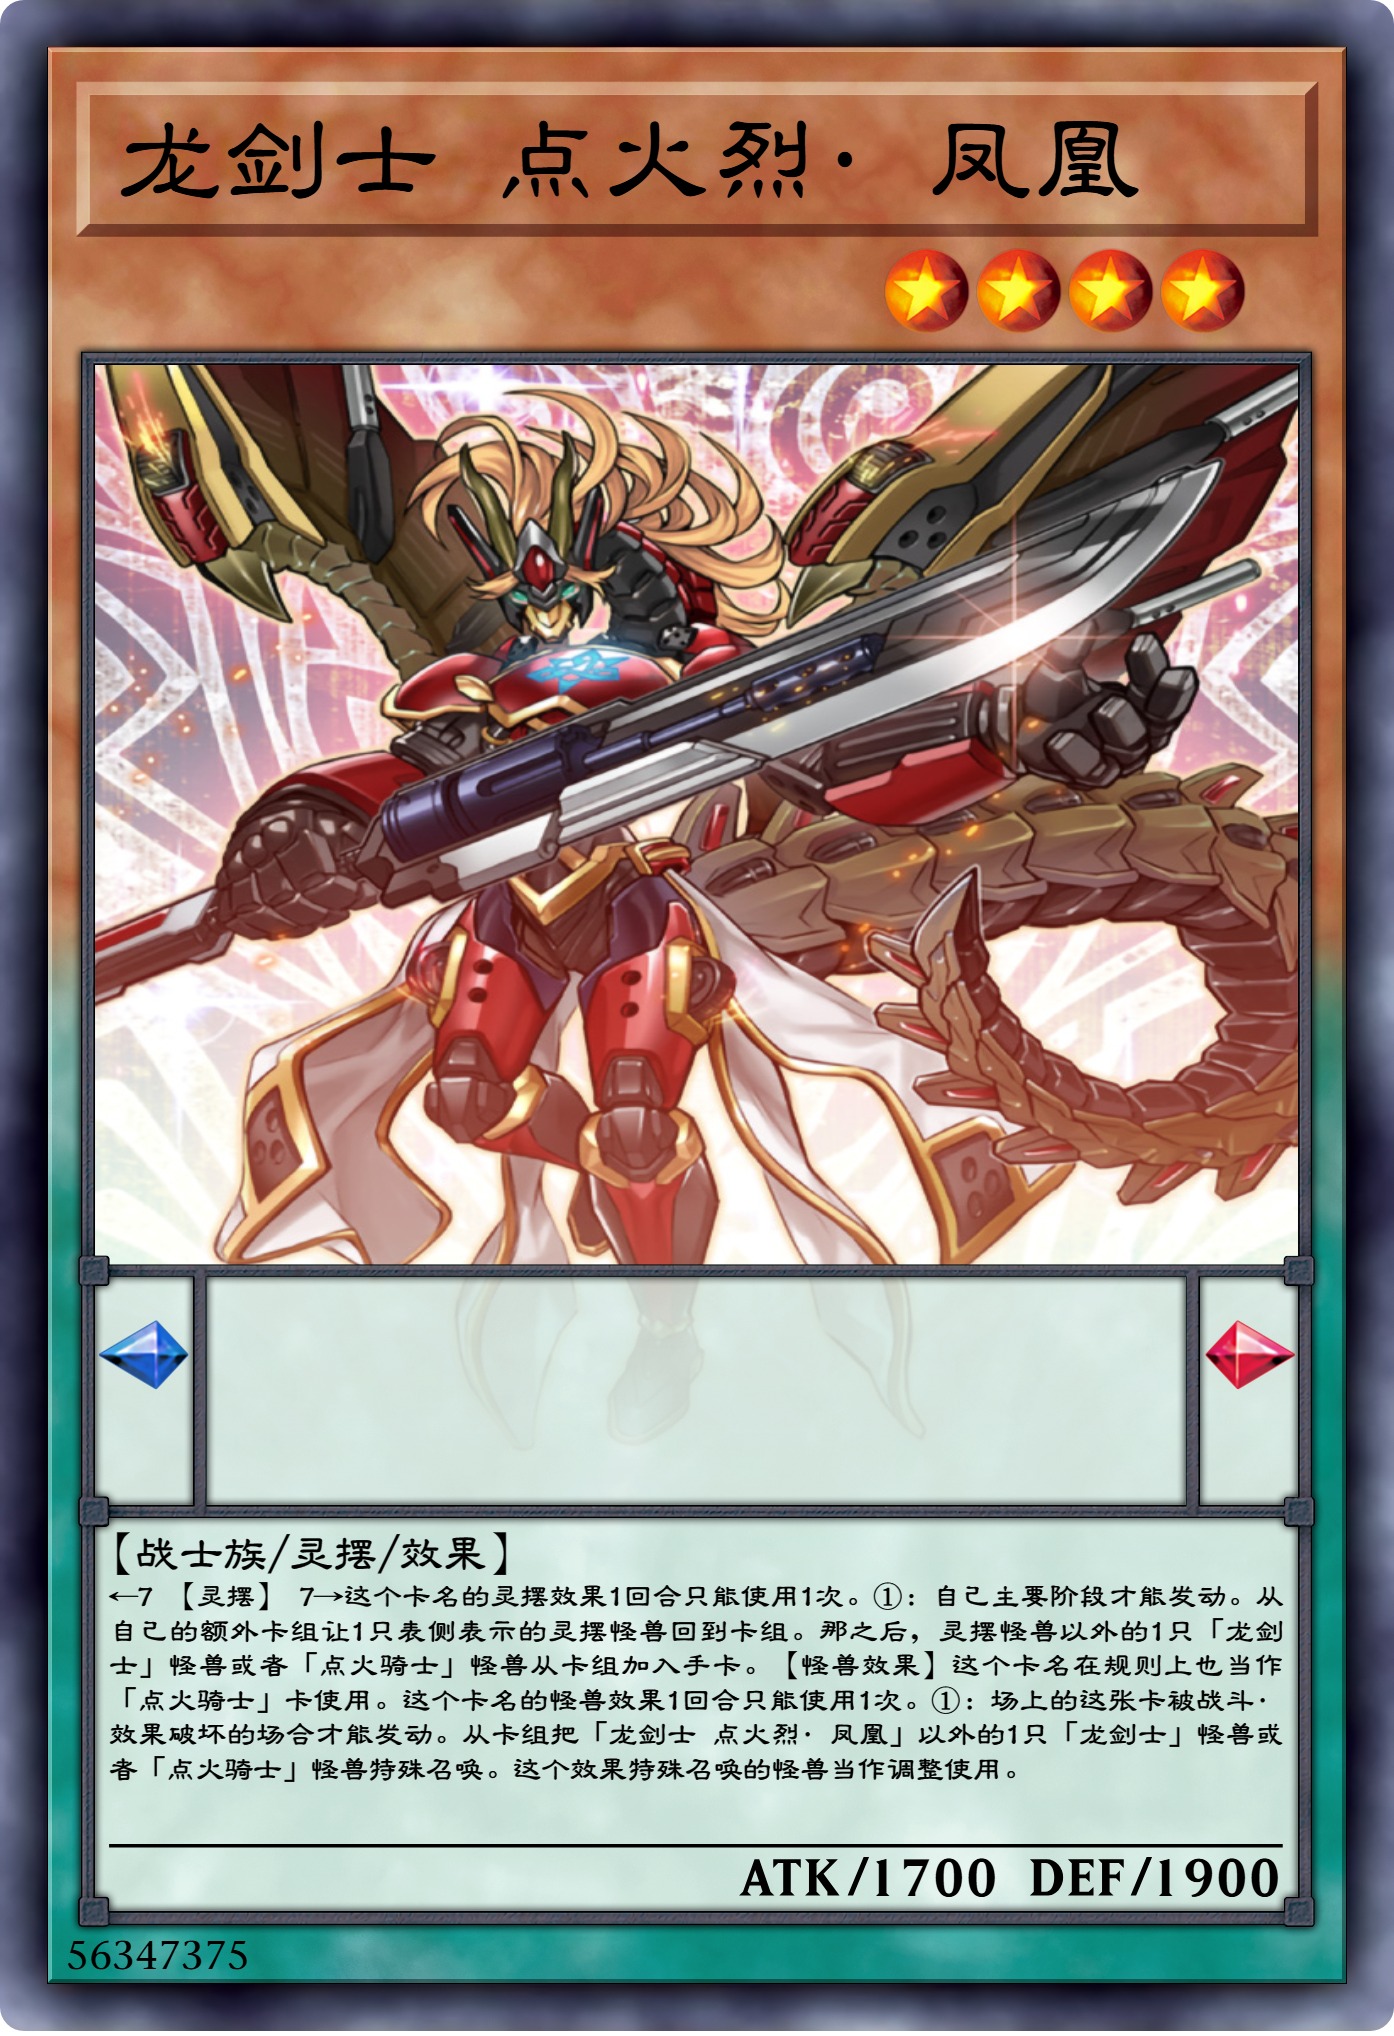 龙剑士 点火烈· 凤凰
【战士族/灵摆/效果】
←7 【灵摆】 7→这个卡名的灵摆效果1回合只能使用1次。①：自己主要阶段才能发动。从
自己的额外卡组让1只表侧表示的灵摆怪兽回到卡组。那之后，灵摆怪兽以外的1只「龙剑
士」怪兽或者「点火骑士」怪兽从卡组加入手卡。【怪兽效果】这个卡名在规则上也当作
「点火骑士」卡使用。这个卡名的怪兽效果1回合只能使用1次。①：场上的这张卡被战斗·
效果破坏的场合才能发动。从卡组把「龙剑士 点火烈· 凤凰」以外的1只「龙剑士」怪兽或
者「点火骑士」怪兽特殊召唤。这个效果特殊召唤的怪兽当作调整使用。
ATK/1700 DEF/1900
56347375